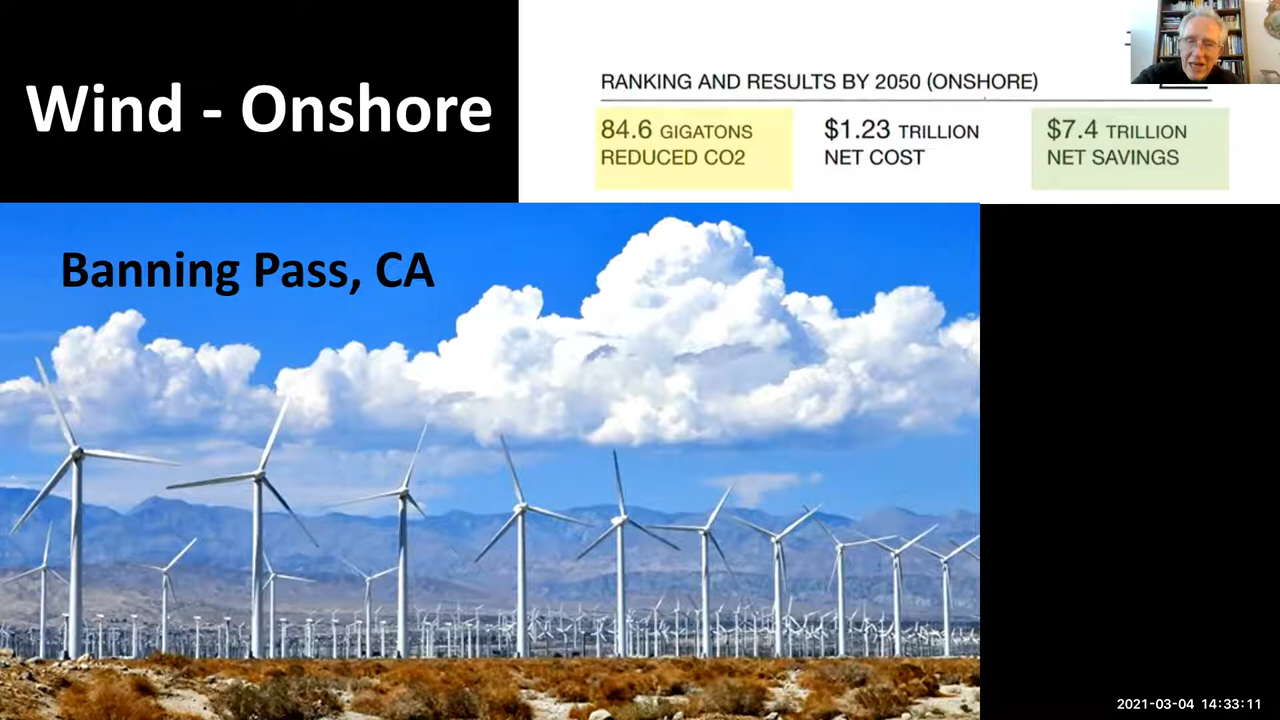 Wind - Onshore
RANKING AND RESULTS BY 2050 (ONSHORE)
84.6 GIGATONS
REDUCED CO2
$1.23 TRILLION
NET COST
$7.4 TRILLION
NET SAVINGS
Banning Pass, CA
2021-03-04 14:33:11